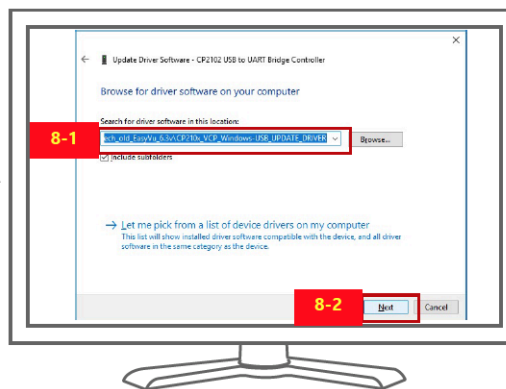 Update Driver Software - CP2102 USB to UART Bridge Controller
Browse for driver software on your computer
Search for driver software in this location:
8-1
ech_old_EasyVu_6.3v\CP210x_VCP_Windows-USB_UPDATE_DRIVER
Browse...
Include subfolders
Let me pick from a list of device drivers on my computer
This list will show installed driver software compatible with the device, and all driver
software in the same category as the device.
8-2
Next
Cancel